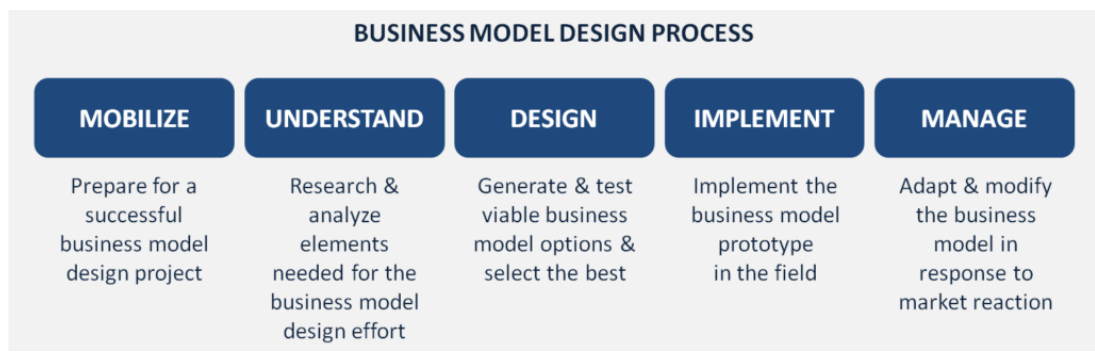 BUSINESS MODEL DESIGN PROCESS
MOBILIZE
Prepare for a
successful
business model
design project
UNDERSTAND
Research &
analyze
elements
needed for the
business model
design effort
DESIGN
Generate & test
viable business
model options &
select the best
IMPLEMENT
Implement the
business model
prototype
in the field
MANAGE
Adapt & modify
the business
model in
response to
market reaction